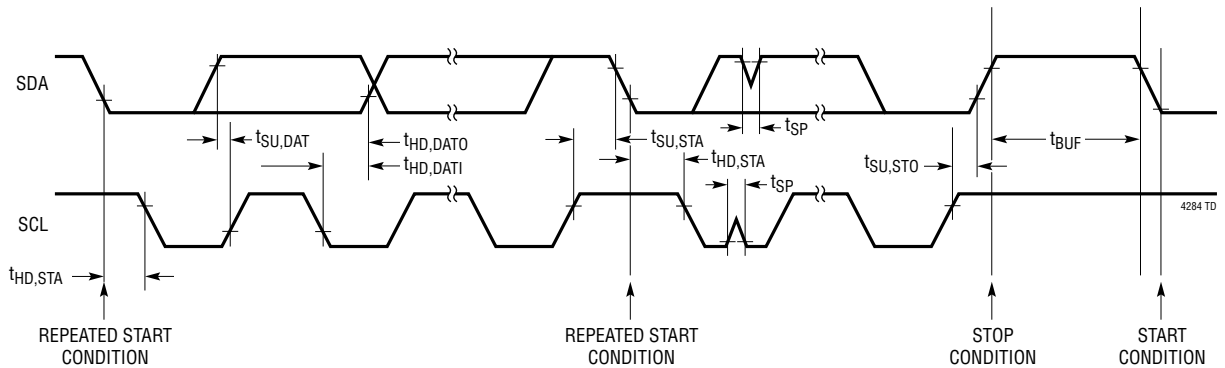 SDA
tSU,DAT
tHD,DATO
tHD,DATI
tSU,STA
tHD,STA
tSP
tSP
tSU,STO
tBUF
SCL
4284 TD
tHD,STA
REPEATED START
CONDITION
REPEATED START
CONDITION
STOP
CONDITION
START
CONDITION